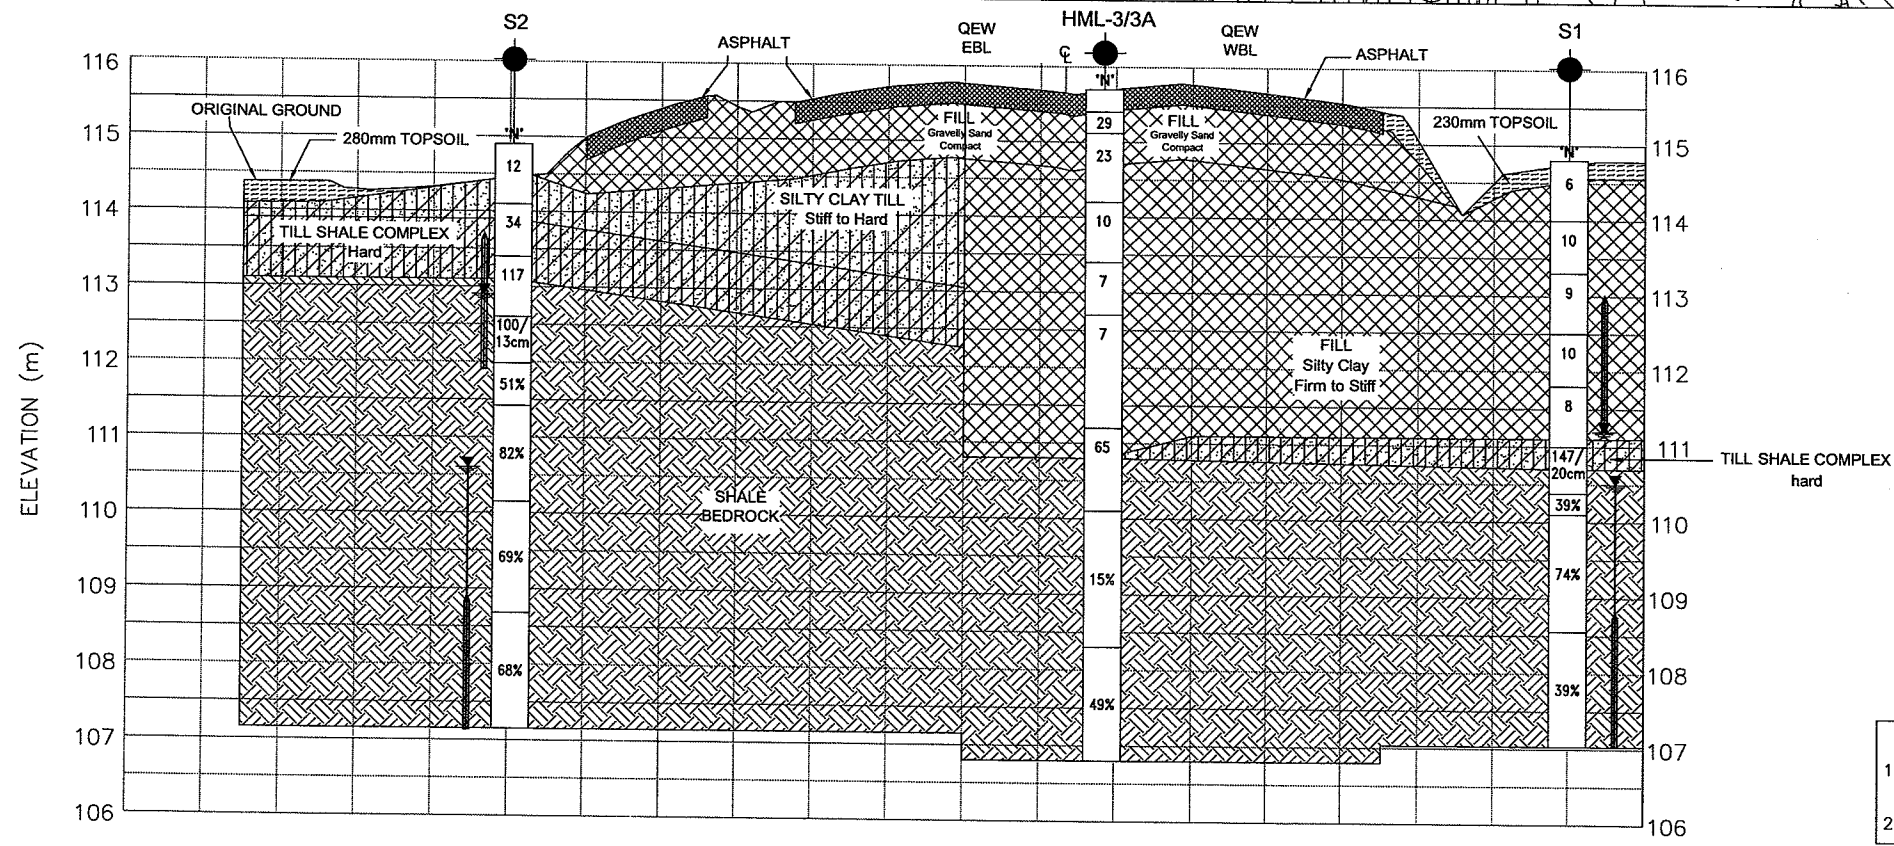 S2
HML-3/3A
S1
QEW
EBL
C
L
QEW
WBL
ASPHALT
ASPHALT
ORIGINAL GROUND
280mm TOPSOIL
230mm TOPSOIL
"N"
"N"
"N"
116
115
114
113
112
111
110
109
108
107
106
ELEVATION (m)
12
34
117
100/
13cm
51%
82%
69%
68%
TILL SHALE COMPLEX
Hard
SILTY CLAY TILL
Stiff to Hard
SHALE
BEDROCK
FILL
Gravelly Sand
Compact
29
23
10
7
7
65
15%
49%
FILL
Gravelly Sand
Compact
FILL
Silty Clay
Firm to Stiff
6
10
9
10
8
147/
20cm
39%
74%
39%
116
115
114
113
112
111
110
109
108
107
106
TILL SHALE COMPLEX
hard
1
2